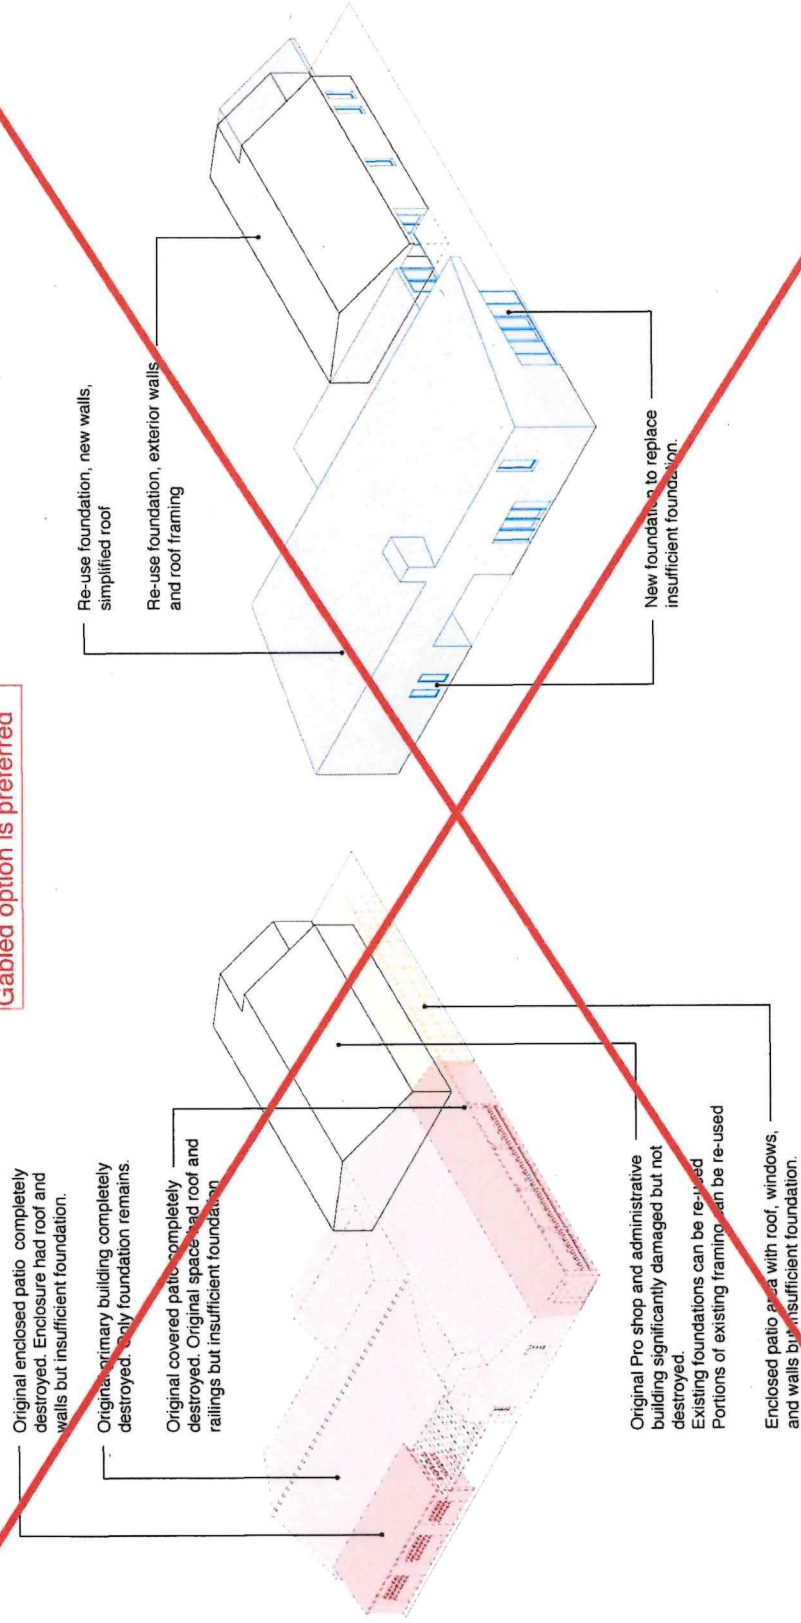 Gabled option is preferred
Original enclosed patio completely
destroyed. Enclosure had roof and
walls but insufficient foundation.
Original primary building completely
destroyed. Only foundation remains.
Original covered patio completely
destroyed. Original space had roof and
railings but insufficient foundation
Original Pro shop and administrative
building significantly damaged but not
destroyed.
Existing foundations can be re-used
Portions of existing framing can be re-used
Enclosed patio area with roof, windows,
and walls but insufficient foundation.
Re-use foundation, new walls,
simplified roof
Re-use foundation, exterior walls
and roof framing
New foundation to replace
insufficient foundation.